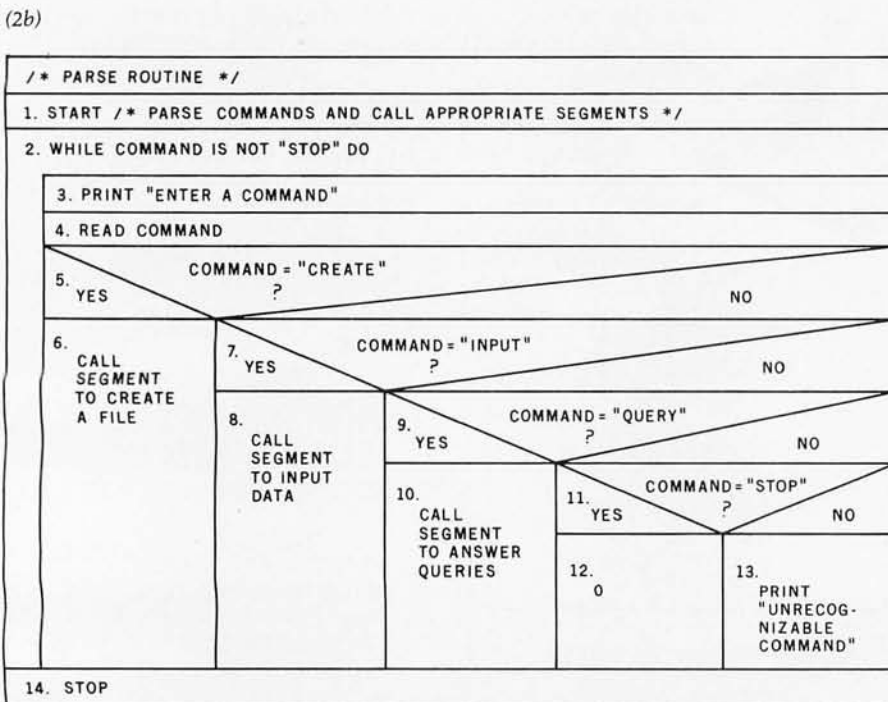 (2b)
/* PARSE ROUTINE */
1. START /* PARSE COMMANDS AND CALL APPROPRIATE SEGMENTS */
2. WHILE COMMAND IS NOT "STOP" DO
3. PRINT "ENTER A COMMAND"
4. READ COMMAND
5.
COMMAND = "CREATE"
?
YES
NO
6.
CALL
SEGMENT
TO CREATE
A FILE
7.
COMMAND = "INPUT"
?
YES
NO
8.
CALL
SEGMENT
TO INPUT
DATA
9.
COMMAND = "QUERY"
?
YES
NO
10.
CALL
SEGMENT
TO ANSWER
QUERIES
11.
COMMAND = "STOP"
?
YES
NO
12.
0
13.
PRINT
"UNRECOG-
NIZABLE
COMMAND"
14. STOP